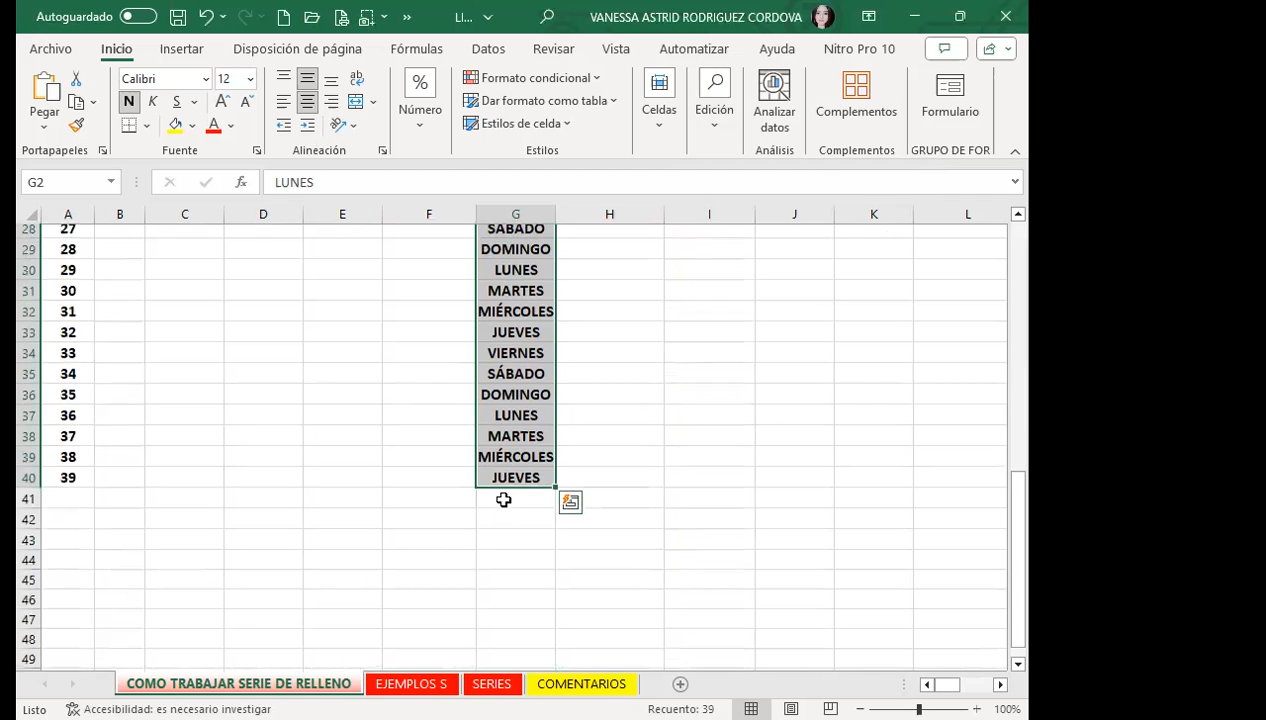 Autoguardado
LI...
VANESSA ASTRID RODRIGUEZ CORDOVA
Archivo Inicio Insertar Disposición de página Fórmulas Datos Revisar Vista Automatizar Ayuda Nitro Pro 10
Pegar
Portapapeles
Calibri 12
N K S A A
A
Fuente
ab
Alineación
%
Número
Formato condicional
Dar formato como tabla
Estilos de celda
Estilos
Celdas
Edición
Analizar
datos
Análisis
Complementos
Complementos
Formulario
GRUPO DE FOR
G2 fx LUNES
A B C D E F G H I J K L
28 27 SÁBADO
29 28 DOMINGO
30 29 LUNES
31 30 MARTES
32 31 MIÉRCOLES
33 32 JUEVES
34 33 VIERNES
35 34 SÁBADO
36 35 DOMINGO
37 36 LUNES
38 37 MARTES
39 38 MIÉRCOLES
40 39 JUEVES
41
42
43
44
45
46
47
48
49
COMO TRABAJAR SERIE DE RELLENO EJEMPLOS S SERIES COMENTARIOS
Listo Accesibilidad: es necesario investigar Recuento: 39 100%